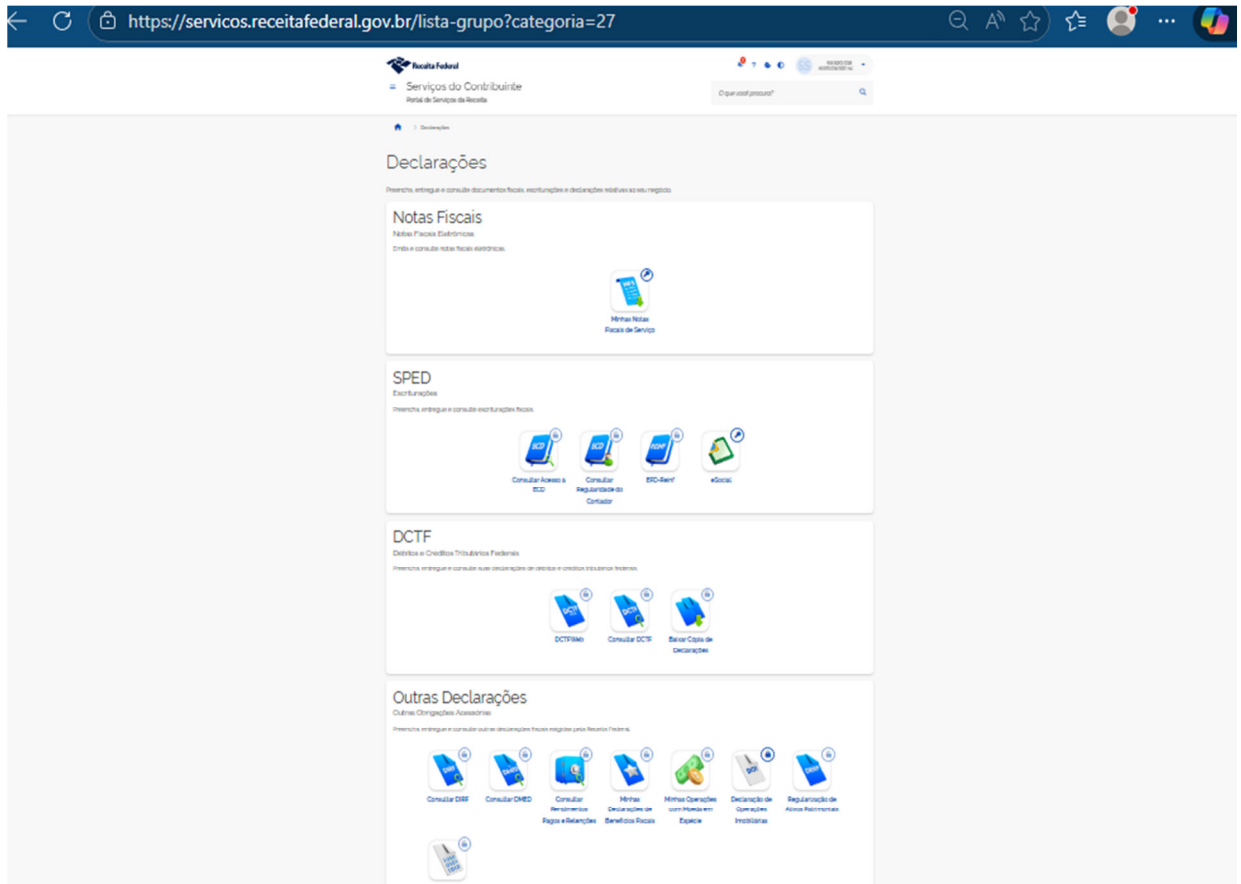 https://servicos.receitafederal.gov.br/lista-grupo?categoria=27
Receita Federal
Serviços do Contribuinte
Portal de Serviços da Receita
O que você procura?
Declarações
Declarações
Preencha, entregue e consulte documentos fiscais, escriturações e declarações relativas ao seu negócio.
Notas Fiscais
Notas Fiscais Eletrônicas
Emita e consulte notas fiscais eletrônicas.
Minhas Notas
Fiscais de Serviço
SPED
Escriturações
Preencha, entregue e consulte escriturações fiscais.
ECD
ECD
REINF
Consultar Acesso à
ECD
Consultar
Regularidade do
Contador
EFD-Reinf
eSocial
DCTF
Débitos e Créditos Tributários Federais
Preencha, entregue e consulte suas declarações de débitos e créditos tributários federais.
DCTF
DCTF
DCTFWeb
Consultar DCTF
Baixar Cópia de
Declarações
Outras Declarações
Outras Obrigações Acessórias
Preencha, entregue e consulte outras declarações fiscais exigidas pela Receita Federal.
Consultar DIRF
Consultar DMED
Consultar
Rendimentos
Pagos e Retenções
Minhas
Declarações de
Benefícios Fiscais
Minhas Operações
com Moeda em
Espécie
Declaração de
Operações
Imobiliárias
Regularização de
Ativos Patrimoniais